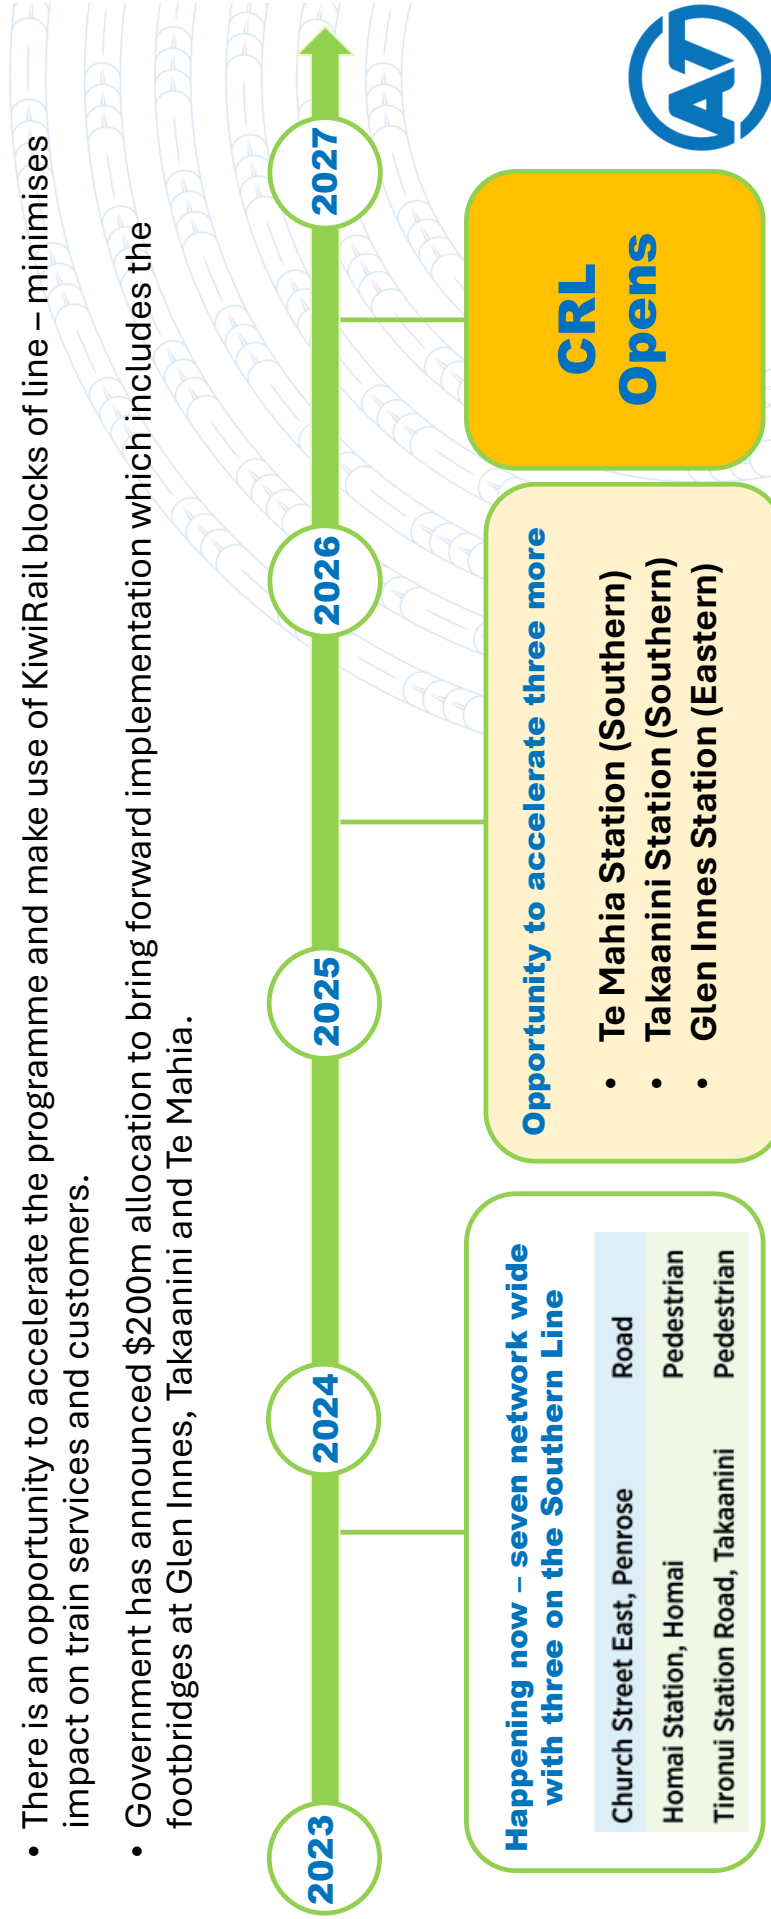 • There is an opportunity to accelerate the programme and make use of KiwiRail blocks of line – minimises
impact on train services and customers.
• Government has announced $200m allocation to bring forward implementation which includes the
footbridges at Glen Innes, Takaanini and Te Mahia.
2023
2024
2025
2026
2027
Happening now – seven network wide
with three on the Southern Line
Church Street East, Penrose Road
Homai Station, Homai Pedestrian
Tironui Station Road, Takaanini Pedestrian
Opportunity to accelerate three more
• Te Mahia Station (Southern)
• Takaanini Station (Southern)
• Glen Innes Station (Eastern)
CRL
Opens
AT